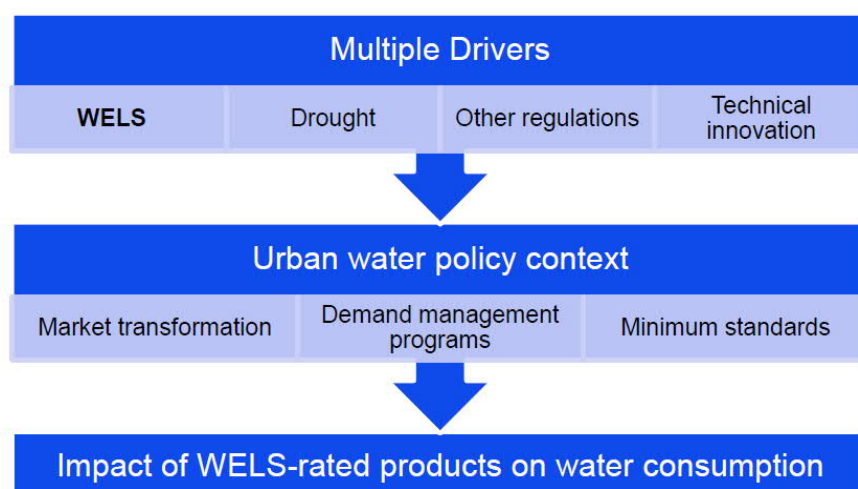 Multiple Drivers
WELS
Drought
Other regulations
Technical
innovation
Urban water policy context
Market transformation
Demand management
programs
Minimum standards
Impact of WELS-rated products on water consumption